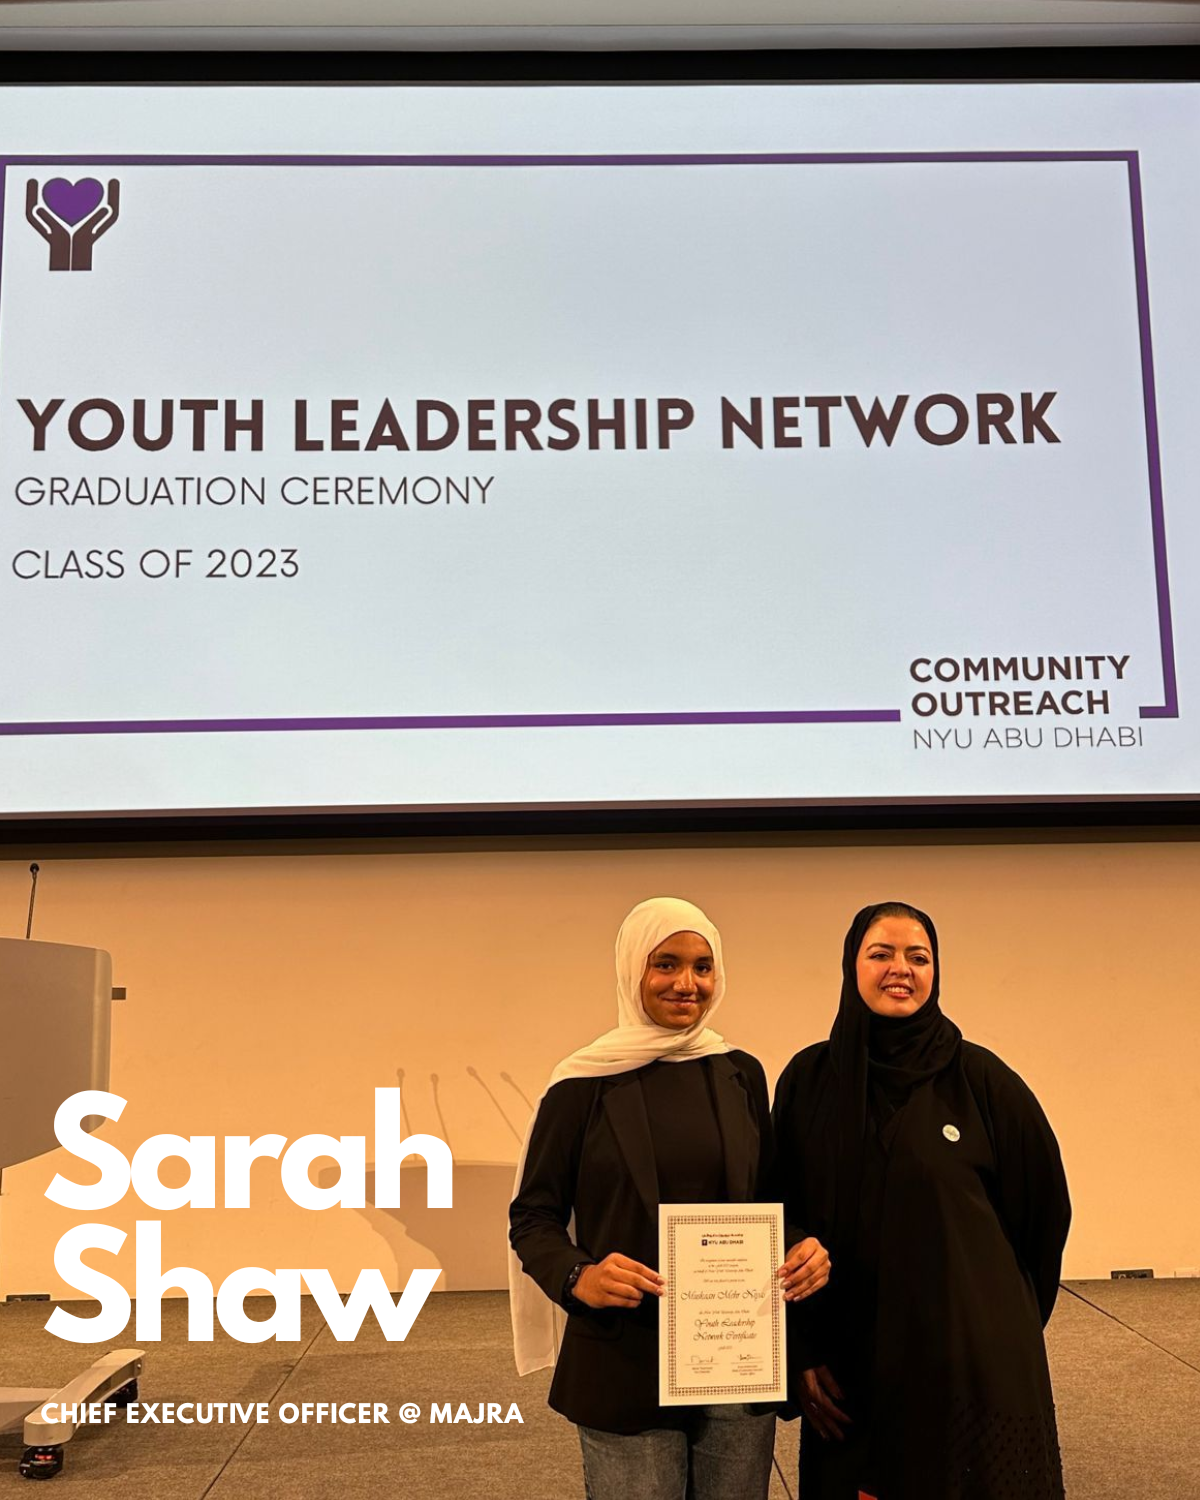 YOUTH LEADERSHIP NETWORK
GRADUATION CEREMONY
CLASS OF 2023
COMMUNITY
OUTREACH
NYU ABU DHABI
Sarah
Shaw
CHIEF EXECUTIVE OFFICER @ MAJRA
NYU ABU DHABI
Youth Leadership
Network Certificate